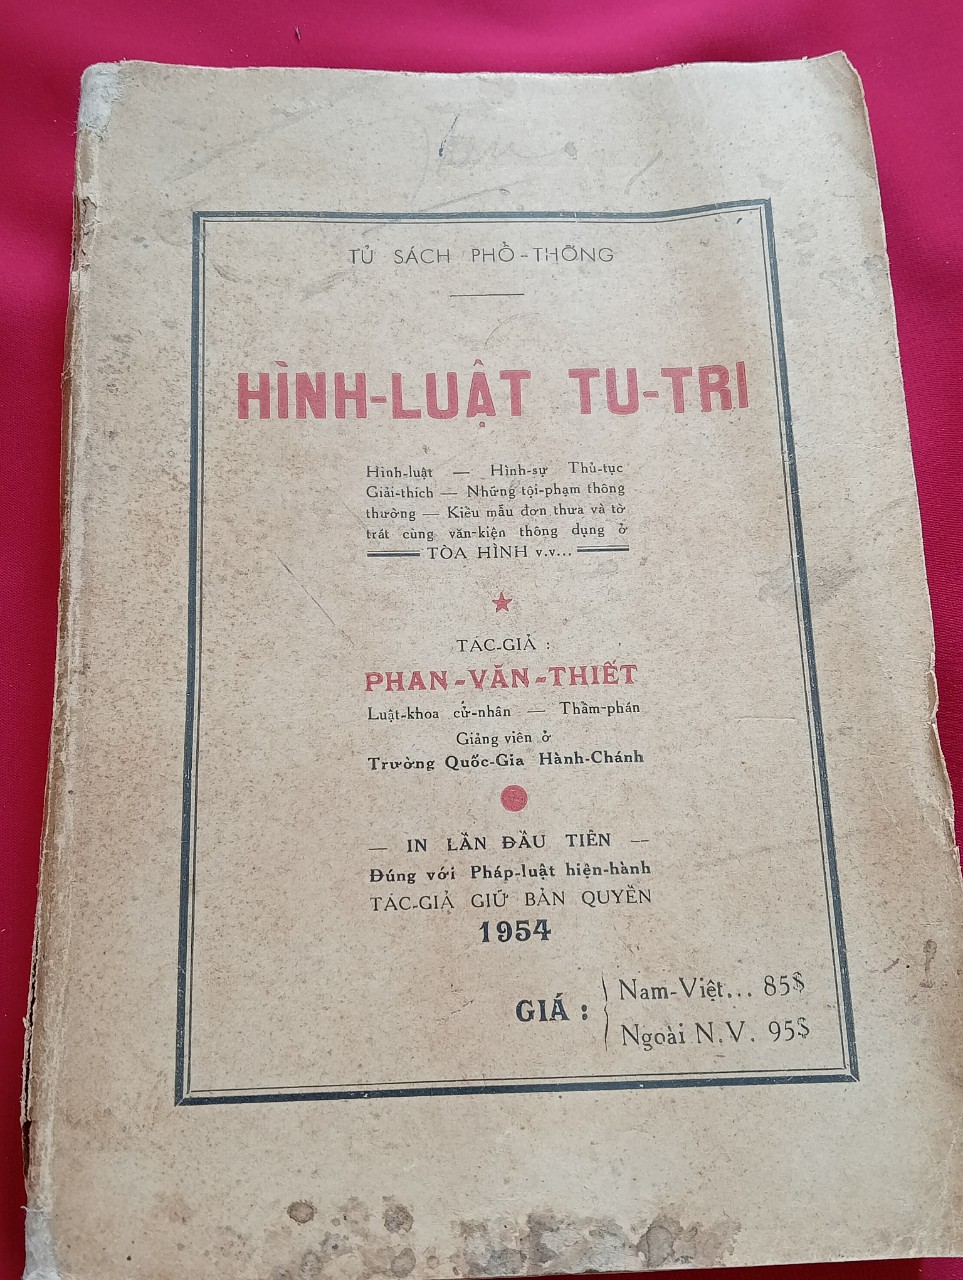 TỦ SÁCH PHỔ-THÔNG
HÌNH-LUẬT TU-TRI
Hình-luật — Hình-sự Thủ-tục
Giải-thích — Những tội-phạm thông
thường — Kiểu mẫu đơn thưa và tờ
trát cùng văn-kiện thông dụng ở
TÒA HÌNH v.v...
TÁC-GIẢ :
PHAN-VĂN-THIẾT
Luật-khoa cử-nhân — Thẩm-phán
Giảng viên ở
Trường Quốc-Gia Hành-Chánh
— IN LẦN ĐẦU TIÊN —
Đúng với Pháp-luật hiện-hành
TÁC-GIẢ GIỮ BẢN QUYỀN
1954
GIÁ :
Nam-Việt... 85$
Ngoài N.V. 95$